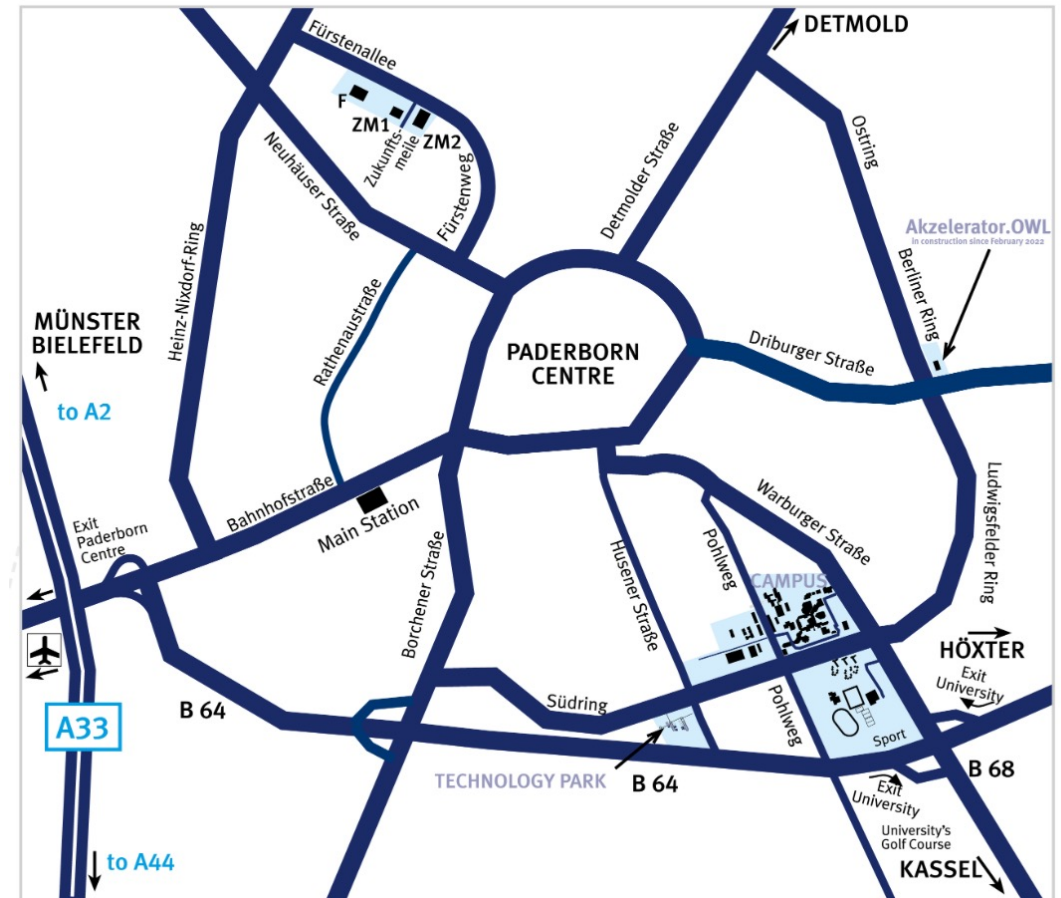 DETMOLD
Fürstenallee
F
ZM1
ZM2
Zukunfts-
meile
Neuhäuser Straße
Fürstenweg
Detmolder Straße
Ostring
Akzelerator.OWL
in construction since February 2022
Berliner Ring
Heinz-Nixdorf-Ring
Rathenaustraße
MÜNSTER
BIELEFELD
to A2
PADERBORN
CENTRE
Driburger Straße
Exit
Paderborn
Centre
Bahnhofstraße
Main Station
Borchener Straße
Husener Straße
Pohlweg
Warburger Straße
Ludwigsfelder Ring
CAMPUS
HÖXTER
Exit
University
B 64
Südring
Pohlweg
Sport
A33
TECHNOLOGY PARK
B 64
B 68
Exit
University
University's
Golf Course
KASSEL
to A44